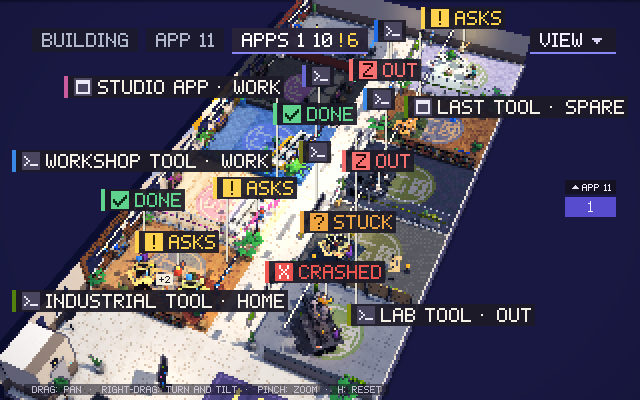 ASKS
BUILDING
APP 11
APPS 1 10 ! 6
VIEW
Z OUT
STUDIO APP · WORK
DONE
LAST TOOL · SPARE
WORKSHOP TOOL · WORK
Z OUT
ASKS
DONE
APP 11
1
? STUCK
ASKS
X CRASHED
+2
INDUSTRIAL TOOL · HOME
LAB TOOL · OUT
DRAG: PAN · RIGHT-DRAG: TURN AND TILT · PINCH: ZOOM · H: RESET